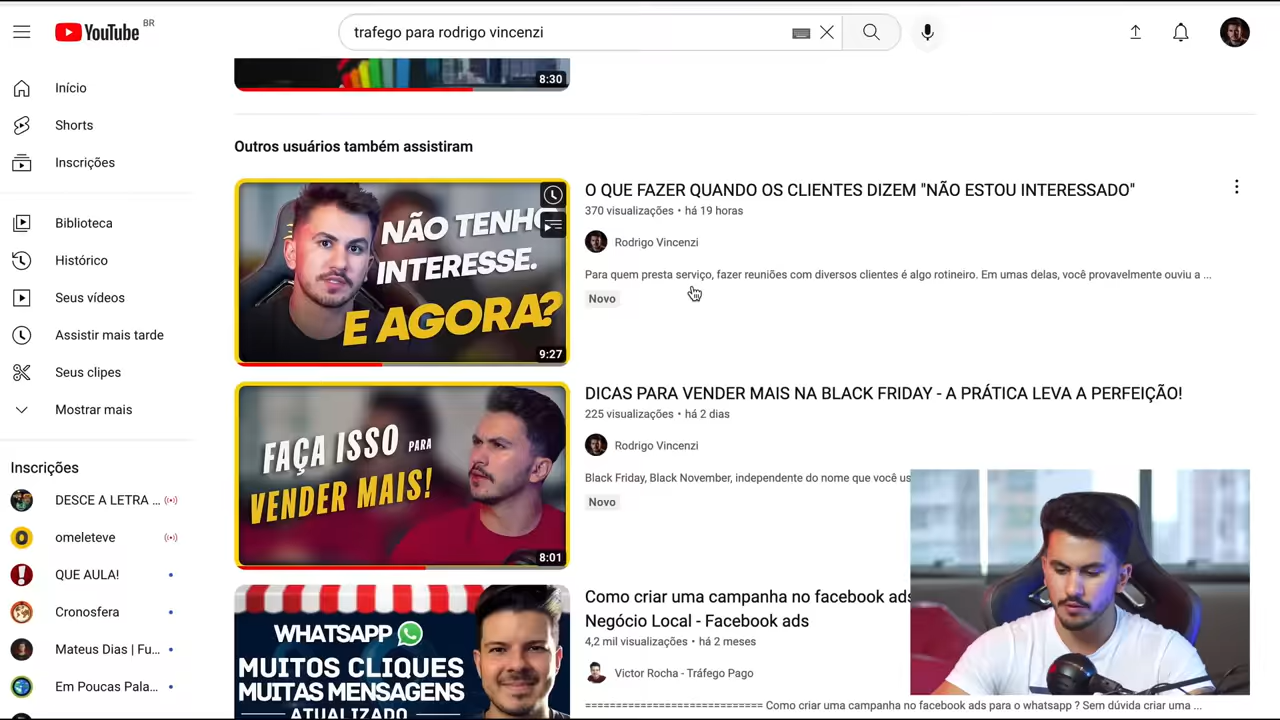 YouTube BR
trafego para rodrigo vincenzi
Início
Shorts
Inscrições
Biblioteca
Histórico
Seus vídeos
Assistir mais tarde
Seus clipes
Mostrar mais
Inscrições
DESCE A LETRA ...
omeleteve
QUE AULA!
Cronosfera
Mateus Dias | Fu...
Em Poucas Pala...
8:30
Outros usuários também assistiram
NÃO TENHO
INTERESSE.
E AGORA?
9:27
O QUE FAZER QUANDO OS CLIENTES DIZEM "NÃO ESTOU INTERESSADO"
370 visualizações • há 19 horas
Rodrigo Vincenzi
Para quem presta serviço, fazer reuniões com diversos clientes é algo rotineiro. Em umas delas, você provavelmente ouviu a ...
Novo
FAÇA ISSO PARA
VENDER MAIS!
8:01
DICAS PARA VENDER MAIS NA BLACK FRIDAY - A PRÁTICA LEVA A PERFEIÇÃO!
225 visualizações • há 2 dias
Rodrigo Vincenzi
Black Friday, Black November, independente do nome que você us
Novo
WHATSAPP
MUITOS CLIQUES
MUITAS MENSAGENS
ATUALIZADO
Como criar uma campanha no facebook ads
Negócio Local - Facebook ads
4,2 mil visualizações • há 2 meses
Victor Rocha - Tráfego Pago
============================ Como criar uma campanha no facebook ads para o whatsapp ? Sem dúvida criar uma ...